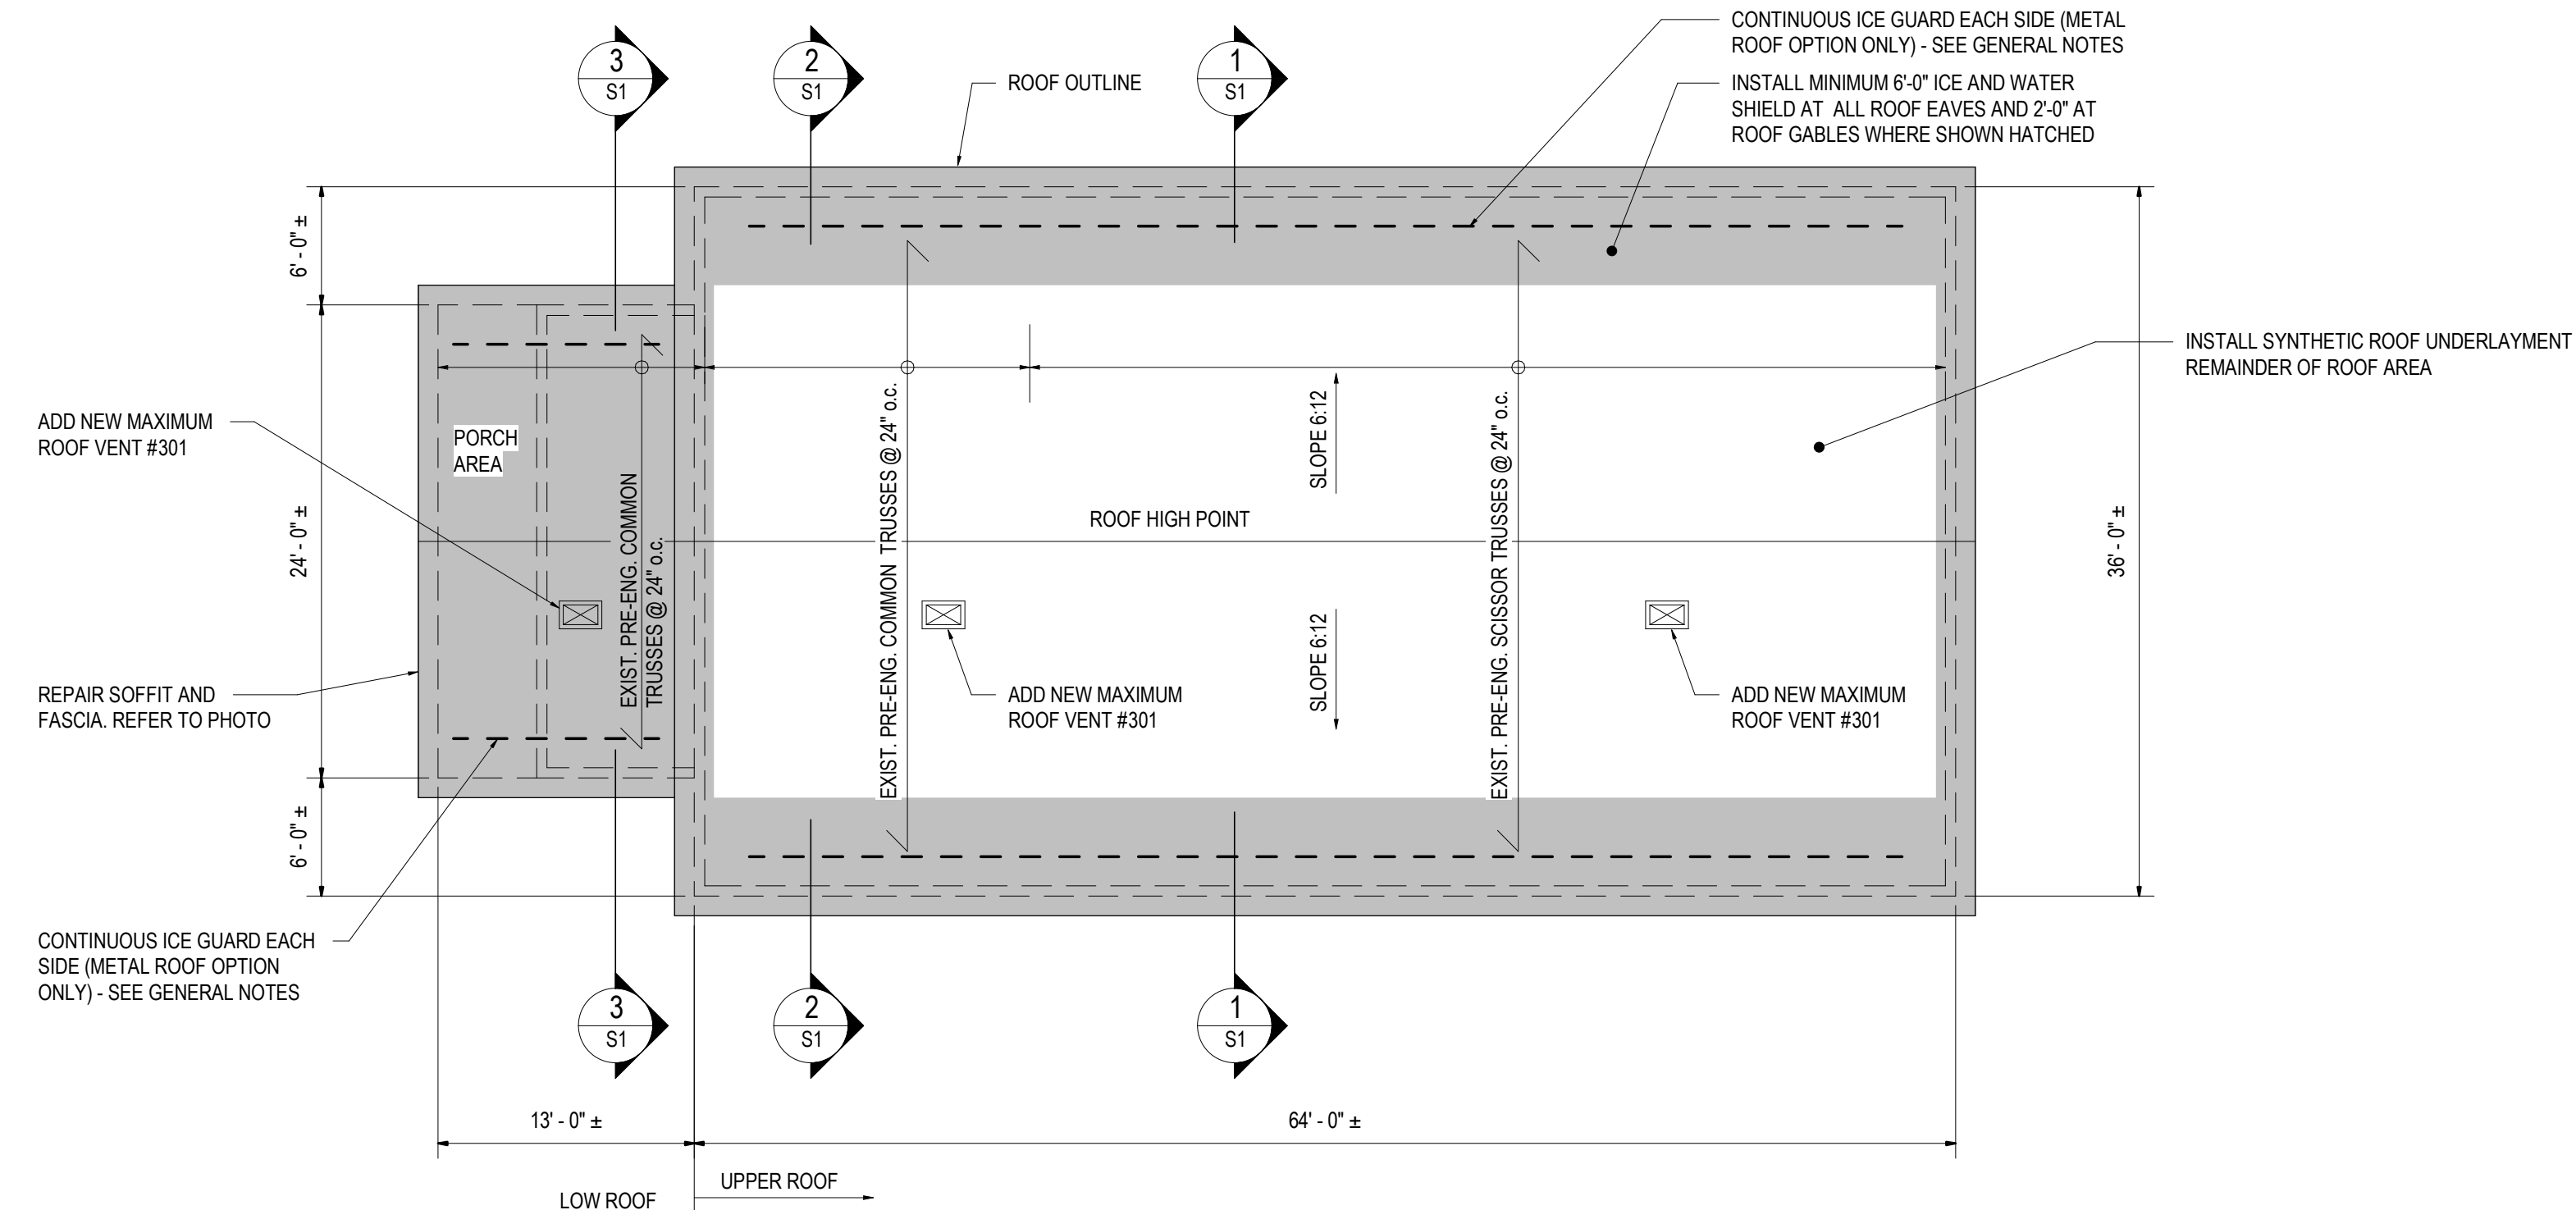 CONTINUOUS ICE GUARD EACH SIDE (METAL
ROOF OPTION ONLY) - SEE GENERAL NOTES
3
S1
2
S1
1
S1
ROOF OUTLINE
INSTALL MINIMUM 6'-0" ICE AND WATER
SHIELD AT ALL ROOF EAVES AND 2'-0" AT
ROOF GABLES WHERE SHOWN HATCHED
6' - 0" ±
INSTALL SYNTHETIC ROOF UNDERLAYMENT
REMAINDER OF ROOF AREA
ADD NEW MAXIMUM
ROOF VENT #301
PORCH
AREA
SLOPE 6:12
ROOF HIGH POINT
24' - 0" ±
36' - 0" ±
EXIST. PRE-ENG. COMMON
TRUSSES @ 24" o.c.
EXIST. PRE-ENG. COMMON TRUSSES @ 24" o.c.
EXIST. PRE-ENG. SCISSOR TRUSSES @ 24" o.c.
SLOPE 6:12
REPAIR SOFFIT AND
FASCIA. REFER TO PHOTO
ADD NEW MAXIMUM
ROOF VENT #301
ADD NEW MAXIMUM
ROOF VENT #301
6' - 0" ±
CONTINUOUS ICE GUARD EACH
SIDE (METAL ROOF OPTION
ONLY) - SEE GENERAL NOTES
3
S1
2
S1
1
S1
13' - 0" ±
64' - 0" ±
UPPER ROOF
LOW ROOF